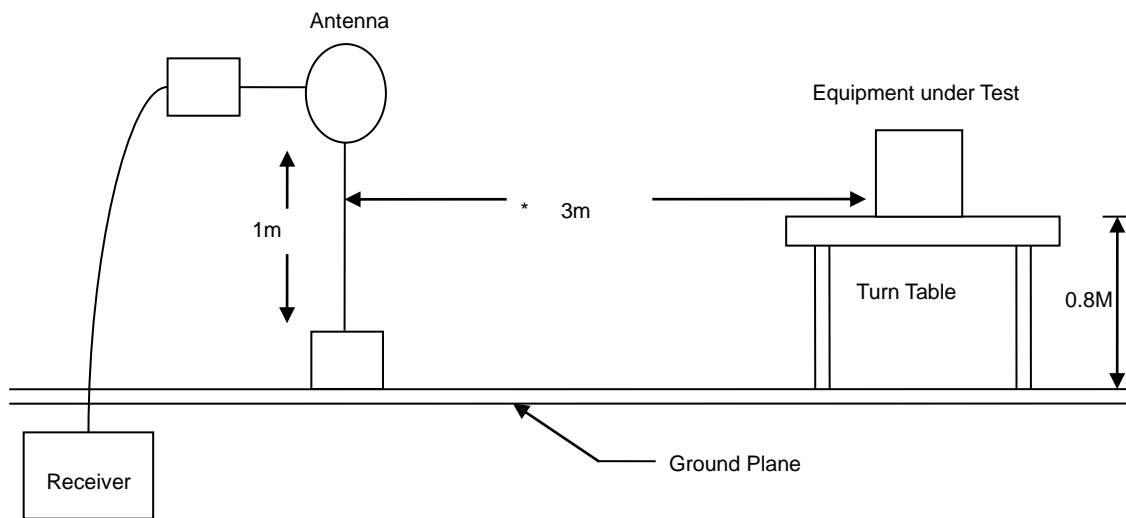 Antenna
Equipment under Test
* 3m
1m
Turn Table
0.8M
Ground Plane
Receiver